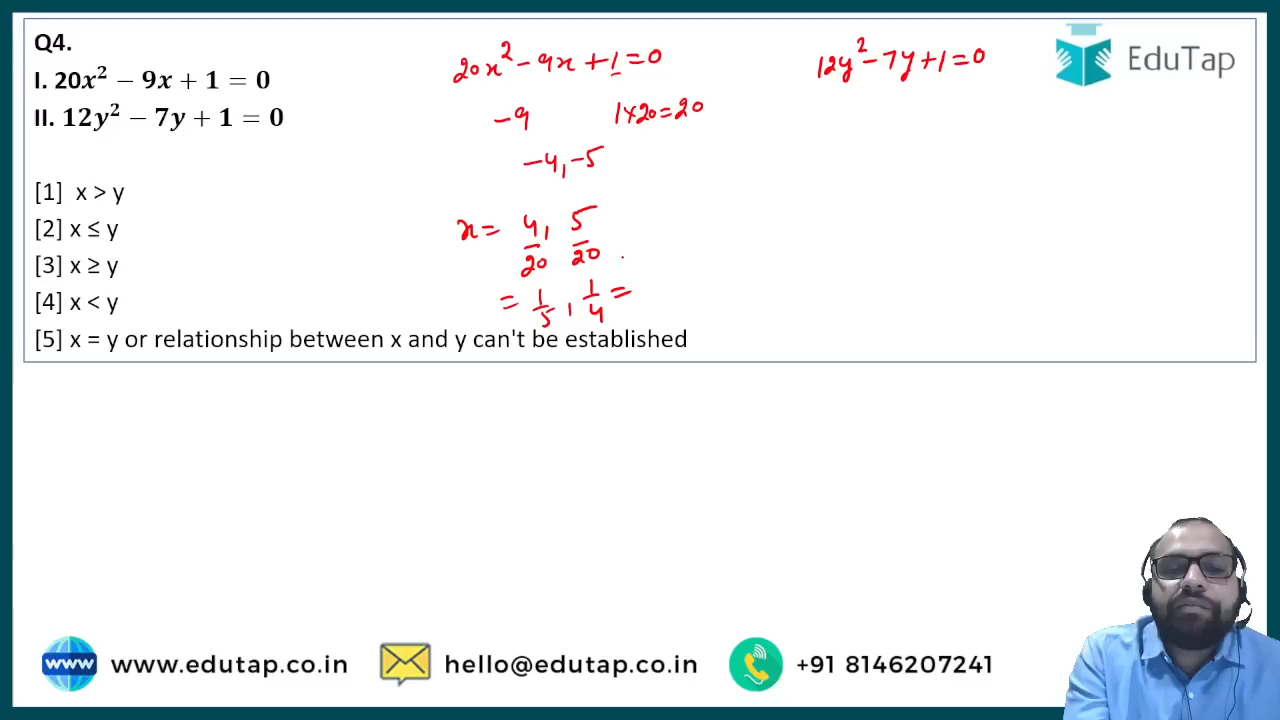 Q4.
I. 20x² − 9x + 1 = 0
II. 12y² − 7y + 1 = 0
[1] x > y
[2] x ≤ y
[3] x ≥ y
[4] x < y
[5] x = y or relationship between x and y can't be established
20x² − 9x + 1 = 0
−9 1×20=20
−4, −5
x = 4/20, 5/20
= 1/5, 1/4 =
12y² − 7y + 1 = 0
EduTap
www www.edutap.co.in
hello@edutap.co.in
+91 8146207241